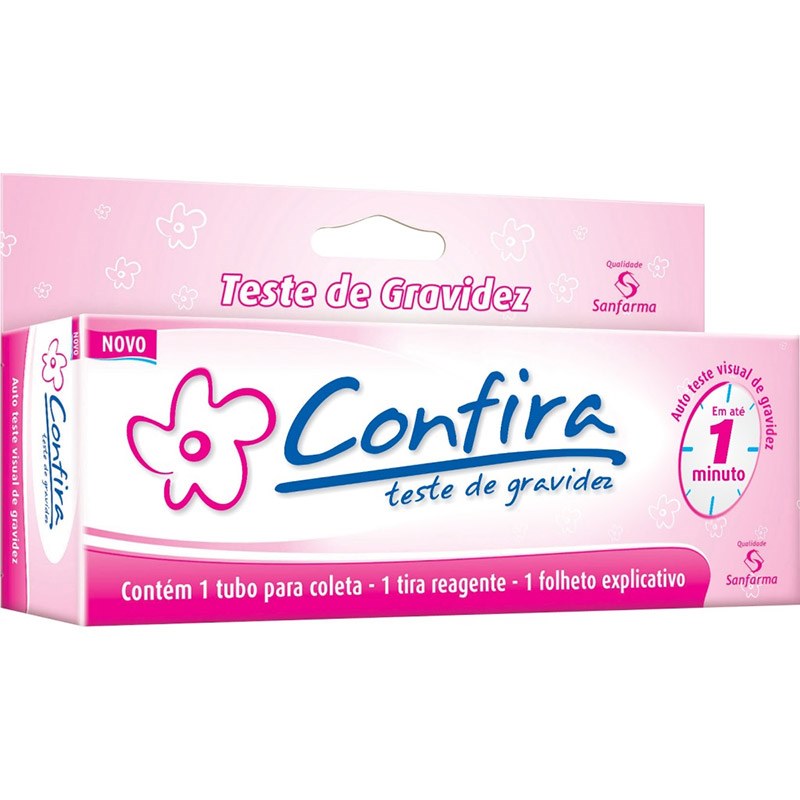 Teste de Gravidez
Qualidade
Sanfarma
NOVO
NOVO
Confira
teste de gravidez
Auto teste visual de gravidez
Em até
1
minuto
Contém 1 tubo para coleta - 1 tira reagente - 1 folheto explicativo
Qualidade
Sanfarma
Auto teste visual de gravidez
Confira
teste de gravidez